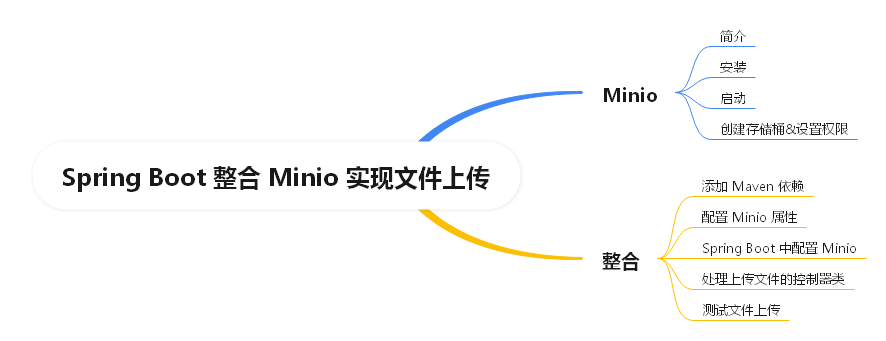 Spring Boot 整合 Minio 实现文件上传
Minio
简介
安装
启动
创建存储桶&设置权限
整合
添加 Maven 依赖
配置 Minio 属性
Spring Boot 中配置 Minio
处理上传文件的控制器类
测试文件上传